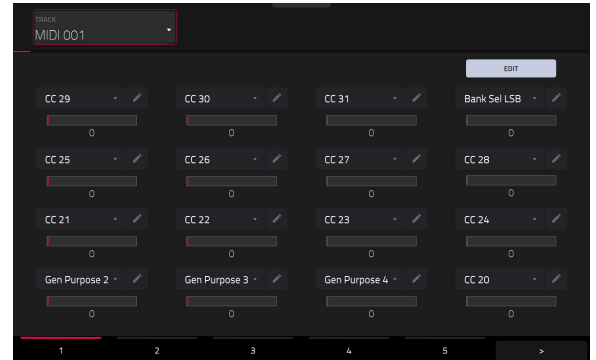 TRACK
MIDI 001
EDIT
CC 29 CC 30 CC 31 Bank Sel LSB
0 0 0 0
CC 25 CC 26 CC 27 CC 28
0 0 0 0
CC 21 CC 22 CC 23 CC 24
0 0 0 0
Gen Purpose 2 Gen Purpose 3 Gen Purpose 4 CC 20
0 0 0 0
1 2 3 4 5 >